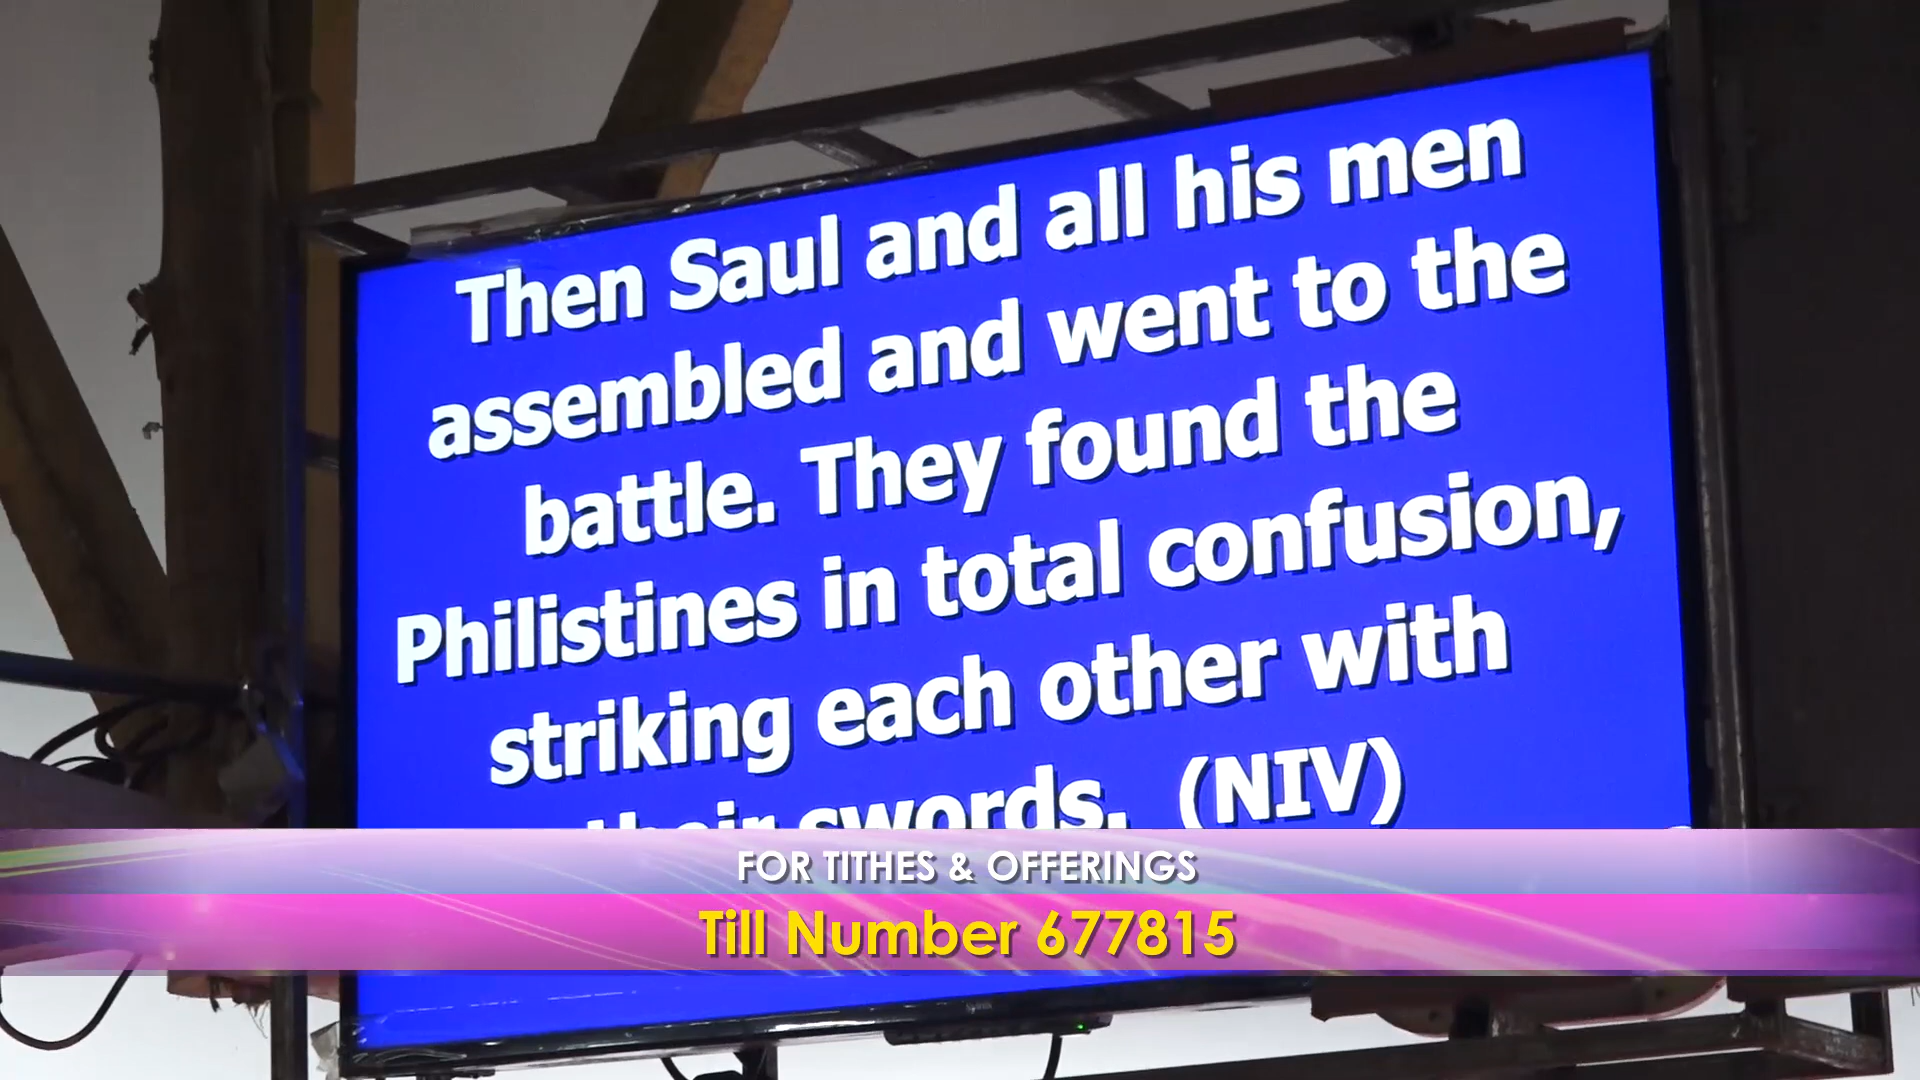 Then Saul and all his men
assembled and went to the
battle. They found the
Philistines in total confusion,
striking each other with
their swords. (NIV)
FOR TITHES & OFFERINGS
Till Number 677815